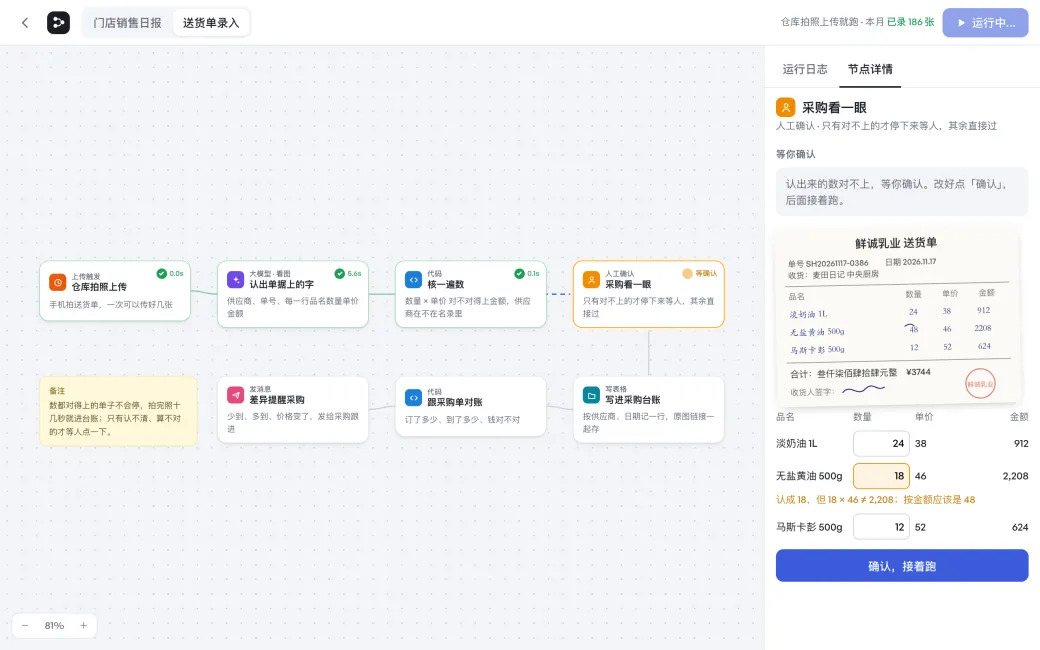 门店销售日报
送货单录入
仓库拍照上传就跑 · 本月 已录 186 张
运行中...
运行日志
节点详情
采购看一眼
人工确认 · 只有对不上的才停下来等人，其余直接过
等你确认
认出来的数对不上，等你确认。改好点「确认」，
后面接着跑。
鲜诚乳业 送货单
单号 SH20261117-0386 日期 2026.11.17
收货：麦田日记 中央厨房
品名 数量 单价 金额
淡奶油 1L 24 38 912
无盐黄油 500g 48 46 2208
马斯卡彭 500g 12 52 624
合计：叁仟柒佰肆拾肆元整 ¥3744
收货人签字：
鲜诚乳业
品名 数量 单价 金额
淡奶油 1L 24 38 912
无盐黄油 500g 18 46 2,208
认成 18，但 18 × 46 ≠ 2,208；按金额应该是 48
马斯卡彭 500g 12 52 624
确认，接着跑
上传触发 0.0s
仓库拍照上传
手机拍送货单，一次可以传好几张
大模型 · 看图 6.6s
认出单据上的字
供应商、单号、每一行品名数量单价
金额
代码 0.1s
核一遍数
数量 × 单价 对不对得上金额，供应
商在不在名录里
人工确认 等确认
采购看一眼
只有对不上的才停下来等人，其余直
接过
备注
数都对得上的单子不会停，拍完照十
几秒就进台账；只有认不清、算不对
的才等人点一下。
发消息
差异提醒采购
少到、多到、价格变了，发给采购跟
进
代码
跟采购单对账
订了多少、到了多少、钱对不对
写表格
写进采购台账
按供应商、日期记一行，原图链接一
起存
− 81% +